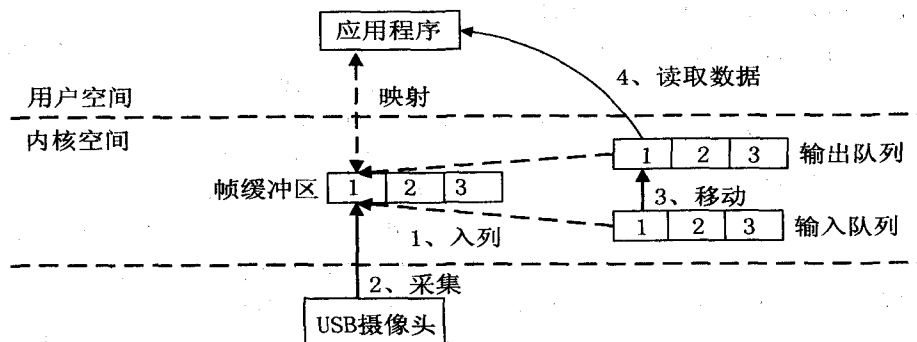 应用程序
4、读取数据
用户空间
映射
内核空间
1 2 3 输出队列
帧缓冲区 1 2 3
3、移动
1、入列
1 2 3 输入队列
2、采集
USB摄像头